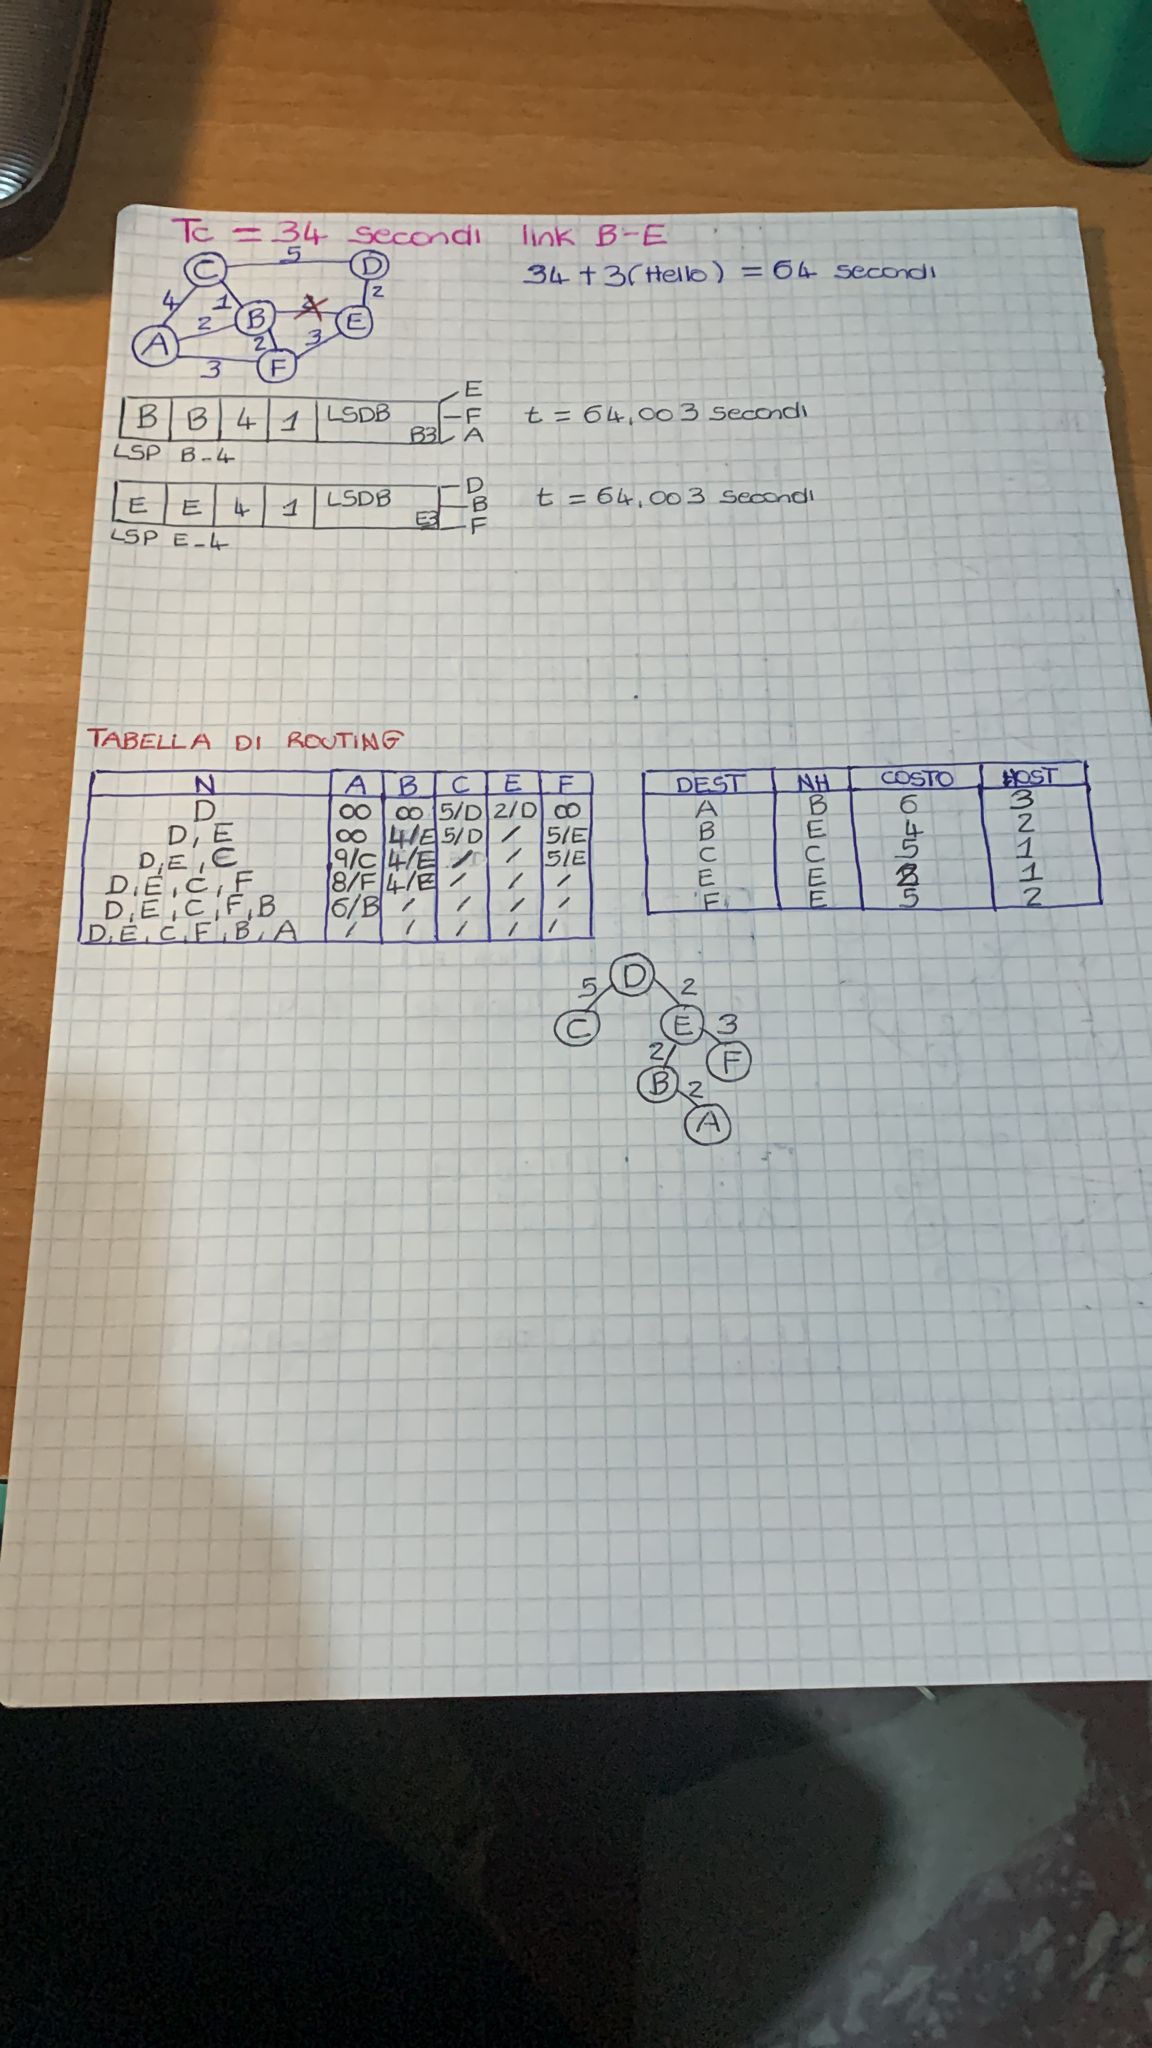 Tc = 34 secondi link B-E
34 + 3(Hello) = 64 secondi
C 5 D
4 1 2
A 2 B E
2 3
3 F
B B 4 1 LSDB B3 E F A t = 64,003 secondi
LSP B-4
E E 4 1 LSDB E3 D B F t = 64,003 secondi
LSP E-4
TABELLA DI ROUTING
N A B C E F
D ∞ ∞ 5/D 2/D ∞
D, E ∞ 4/E 5/D / 5/E
D, E, C 9/C 4/E / / 5/E
D, E, C, F 8/F 4/E / / /
D, E, C, F, B 6/B / / / /
D, E, C, F, B, A / / / / /
DEST NH COSTO HOST
A B 6 3
B E 4 2
C C 5 1
E E 2 1
F E 5 2
D
5 2
C E 3
2 F
B 2
A